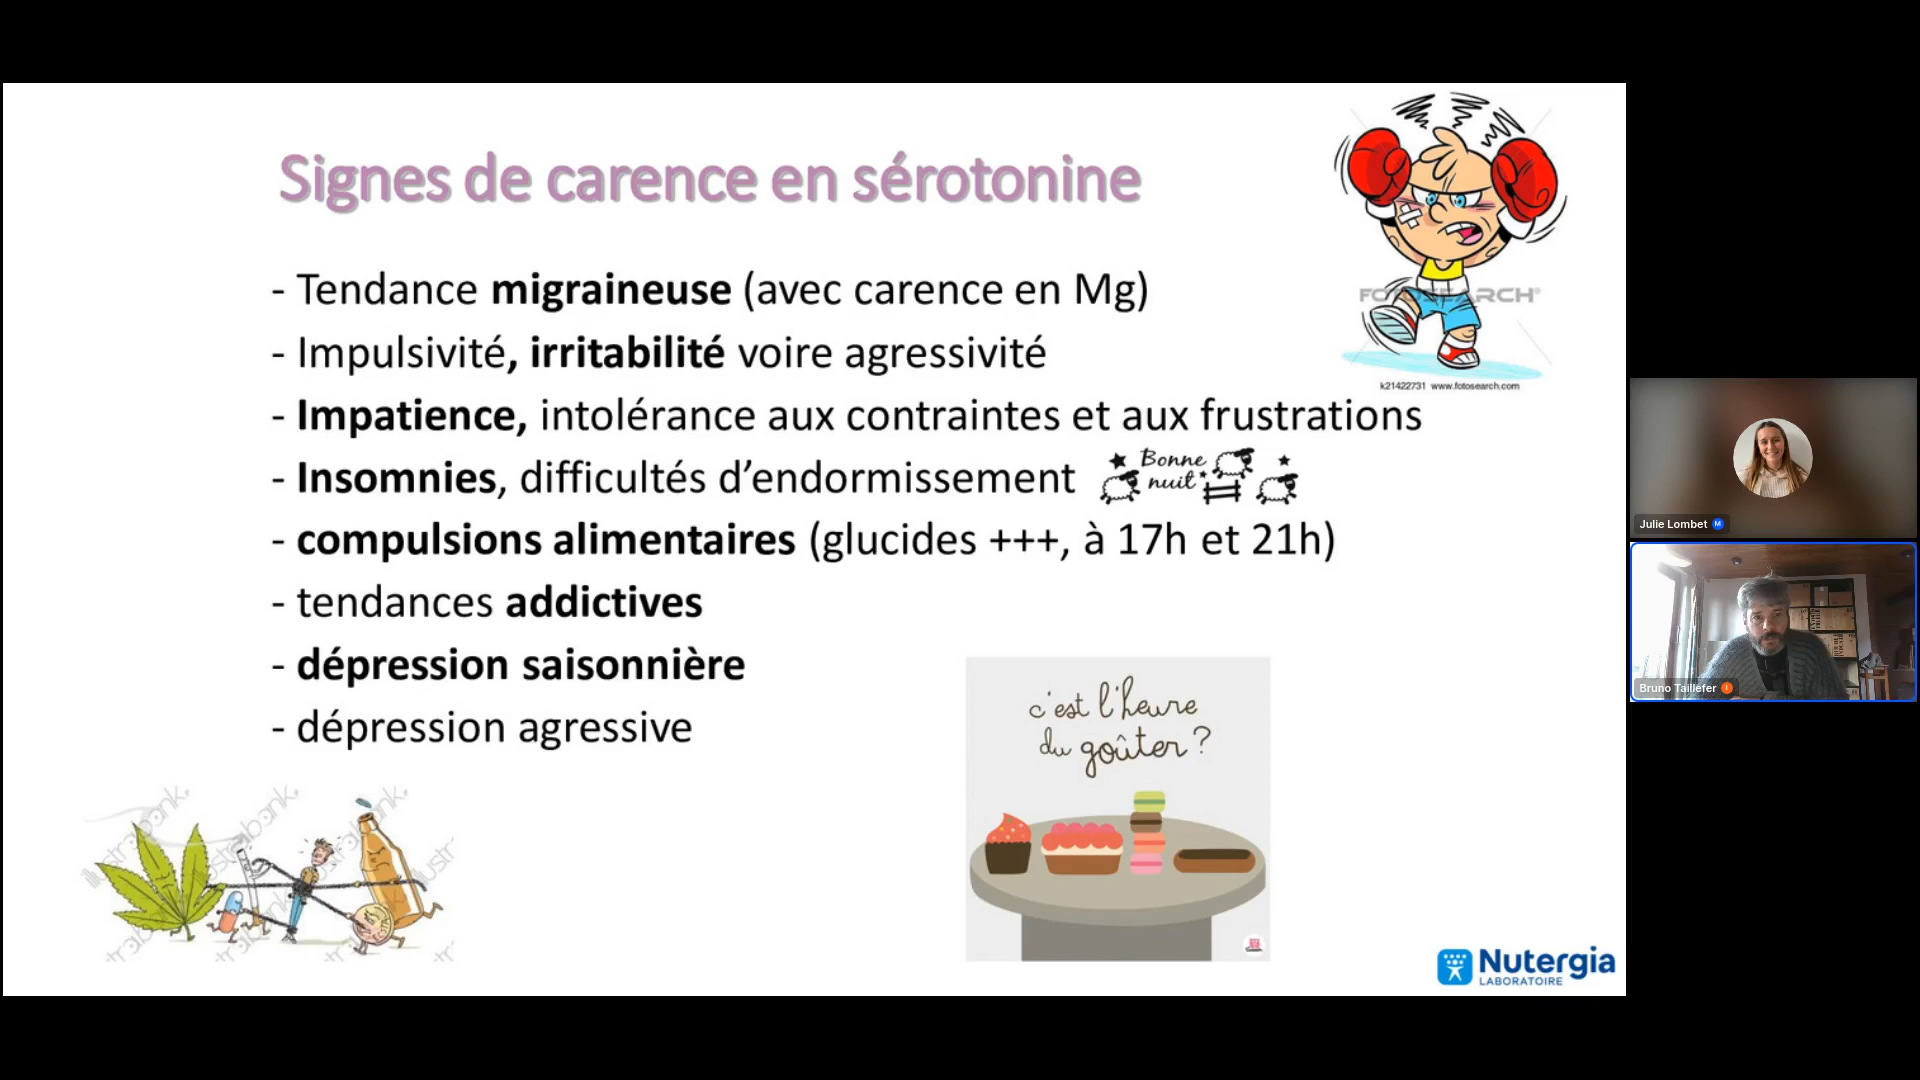 Signes de carence en sérotonine
FOTOSEARCH®
k21422731 www.fotosearch.com
- Tendance migraineuse (avec carence en Mg)
- Impulsivité, irritabilité voire agressivité
- Impatience, intolérance aux contraintes et aux frustrations
- Insomnies, difficultés d’endormissement
Bonne
nuit
- compulsions alimentaires (glucides +++, à 17h et 21h)
- tendances addictives
- dépression saisonnière
- dépression agressive
c'est l'heure
du goûter ?
Nutergia
LABORATOIRE
Julie Lombet
M
Bruno Taillefer